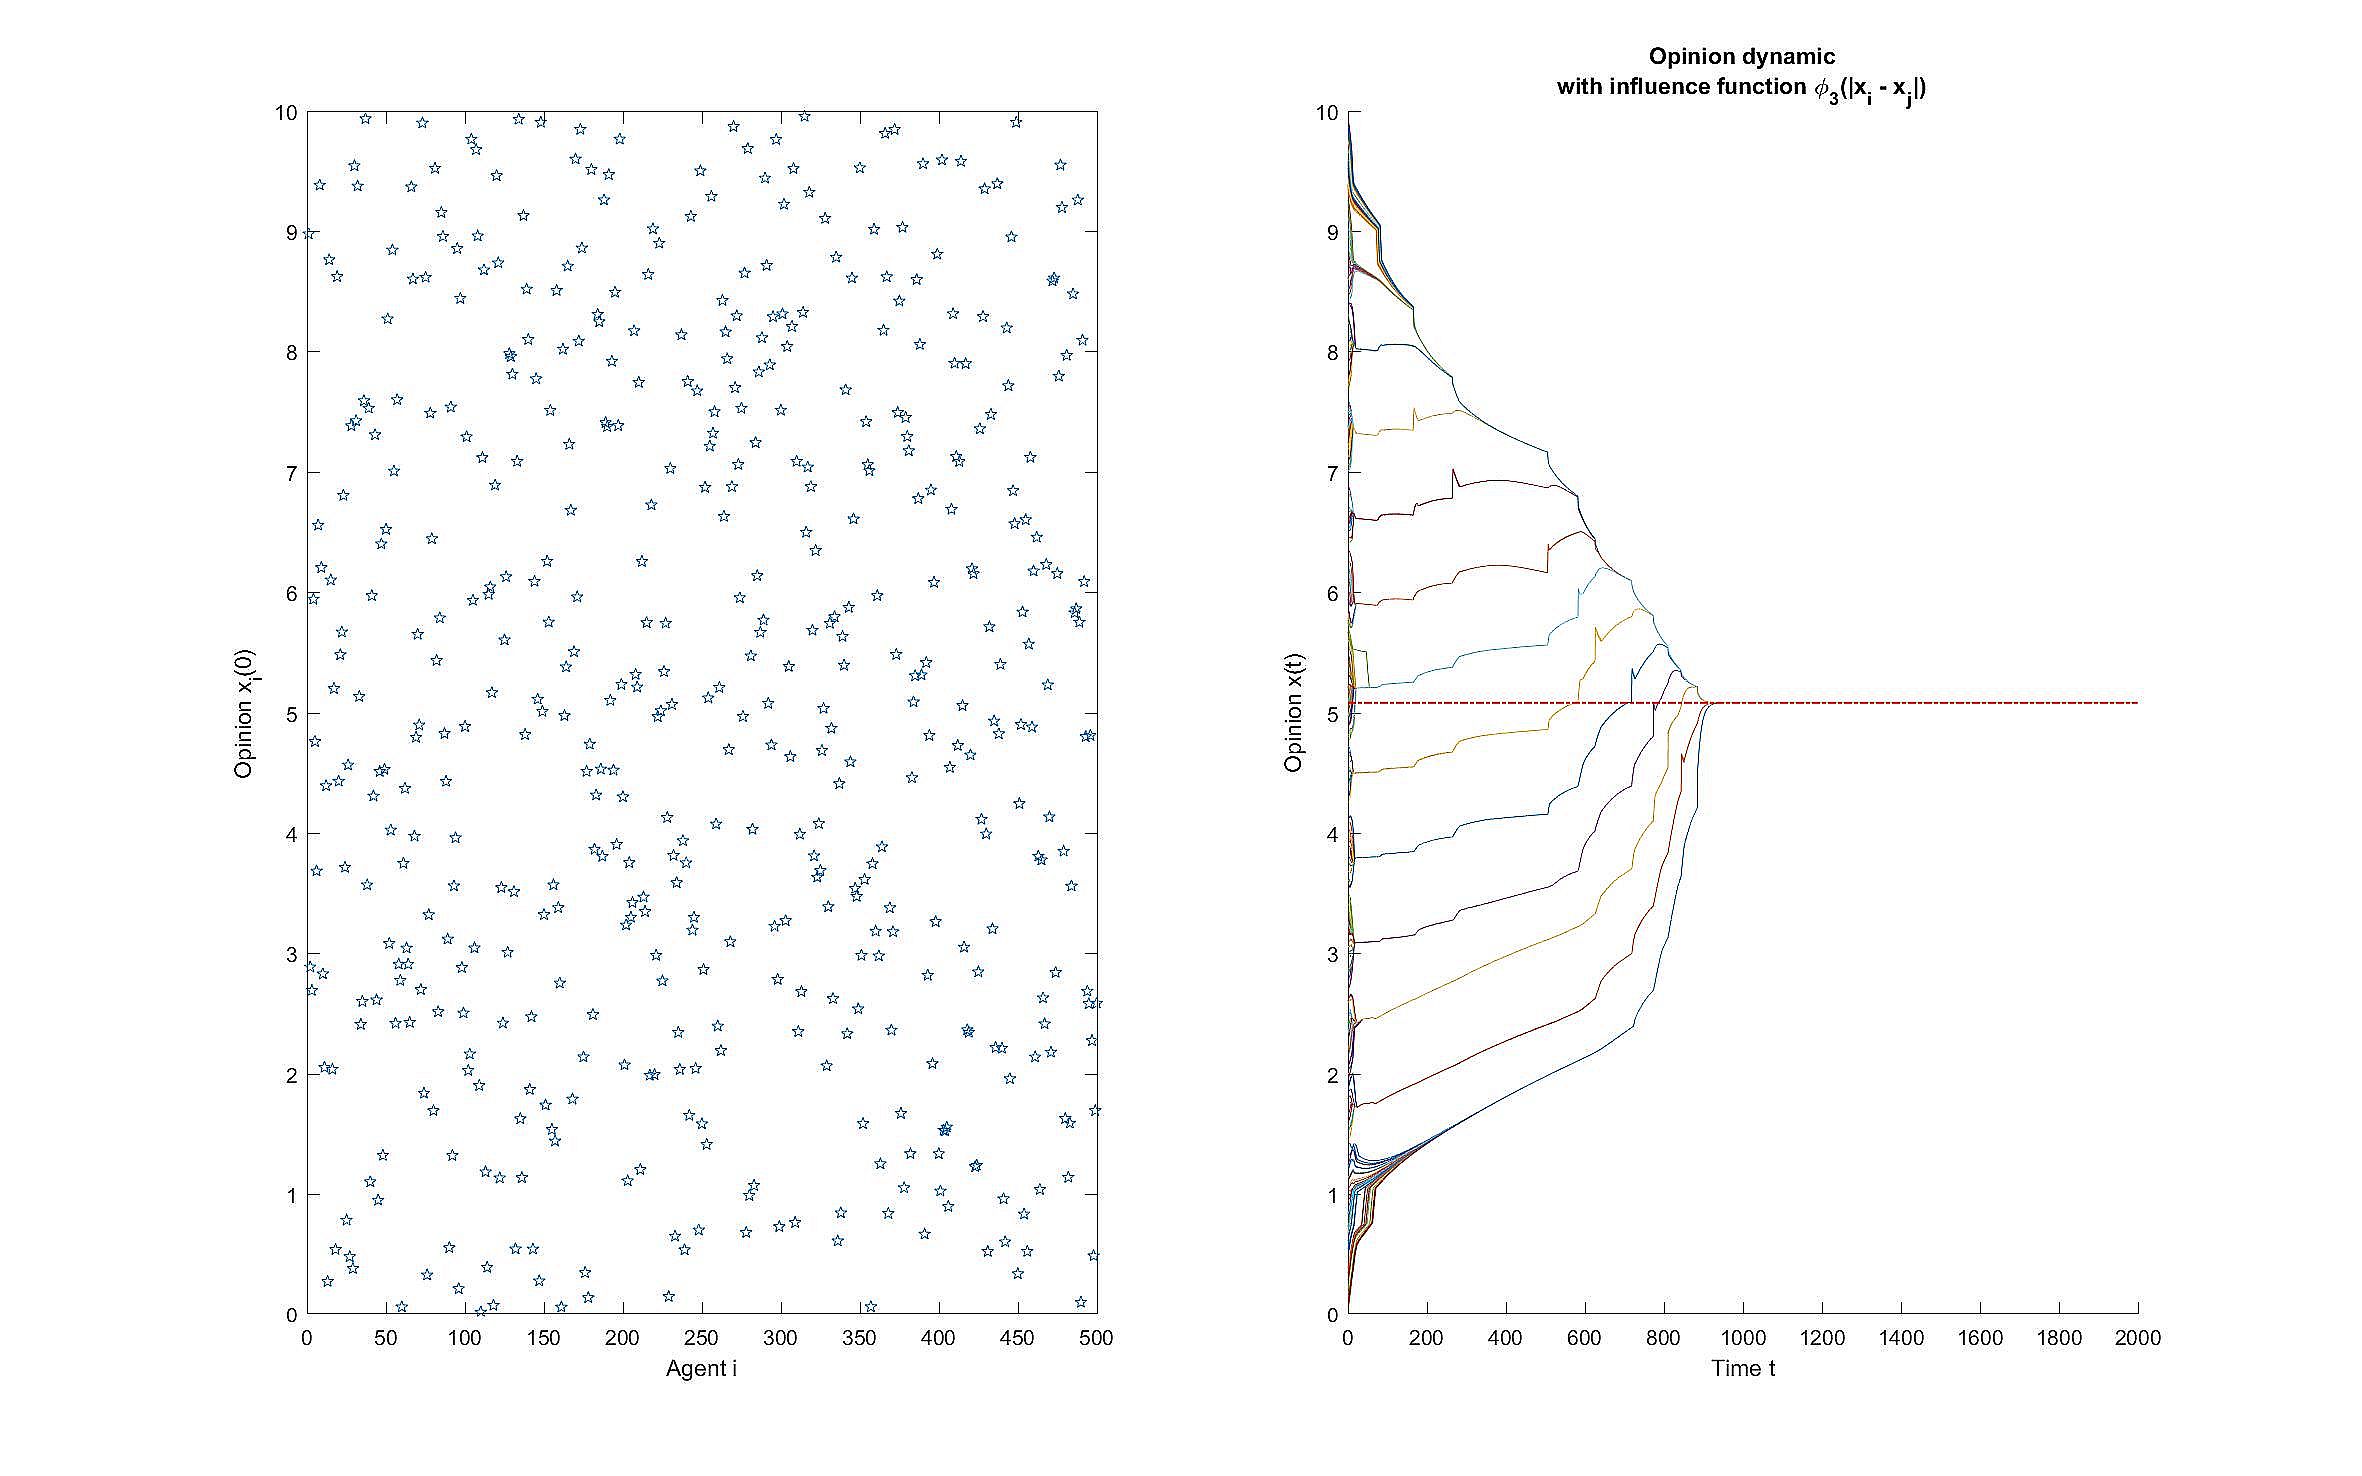 10
9
8
7
6
5
4
3
2
1
0
Opinion xᵢ(0)
0 50 100 150 200 250 300 350 400 450 500
Agent i
Opinion dynamic
with influence function ϕ₃(|xᵢ - xⱼ|)
10
9
8
7
6
5
4
3
2
1
0
Opinion x(t)
0 200 400 600 800 1000 1200 1400 1600 1800 2000
Time t